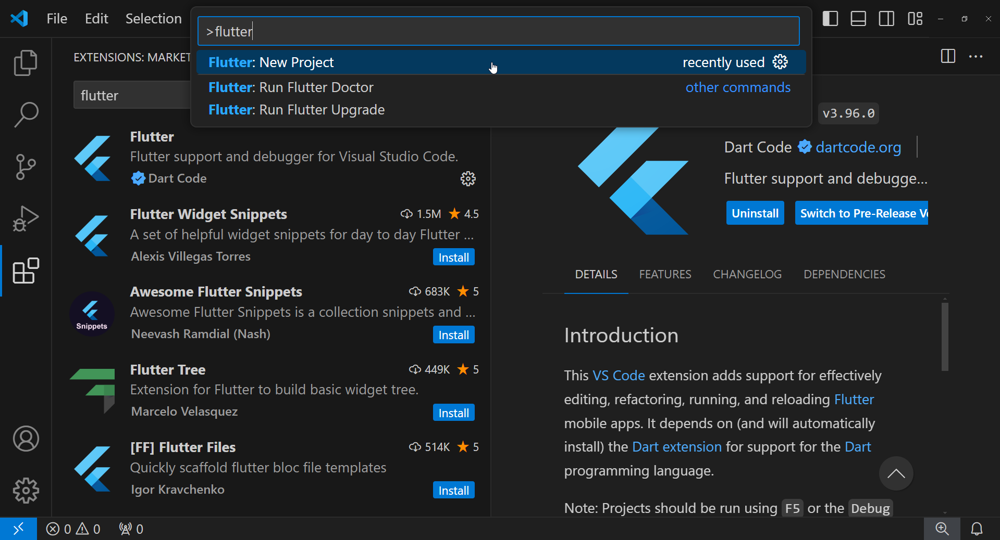 File Edit Selection
>flutter
Flutter: New Project recently used
Flutter: Run Flutter Doctor other commands
Flutter: Run Flutter Upgrade
EXTENSIONS: MARKET
flutter
Flutter
Flutter support and debugger for Visual Studio Code.
Dart Code
Flutter Widget Snippets 1.5M 4.5
A set of helpful widget snippets for day to day Flutter ...
Alexis Villegas Torres Install
Awesome Flutter Snippets 683K 5
Awesome Flutter Snippets is a collection snippets and ...
Neevash Ramdial (Nash) Install
Snippets
Flutter Tree 449K 5
Extension for Flutter to build basic widget tree.
Marcelo Velasquez Install
[FF] Flutter Files 514K 5
Quickly scaffold flutter bloc file templates
Igor Kravchenko Install
v3.96.0
Dart Code dartcode.org
Flutter support and debugge...
Uninstall Switch to Pre-Release Ve
DETAILS FEATURES CHANGELOG DEPENDENCIES
Introduction
This VS Code extension adds support for effectively
editing, refactoring, running, and reloading Flutter
mobile apps. It depends on (and will automatically
install) the Dart extension for support for the Dart
programming language.
Note: Projects should be run using F5 or the Debug
0 0 0